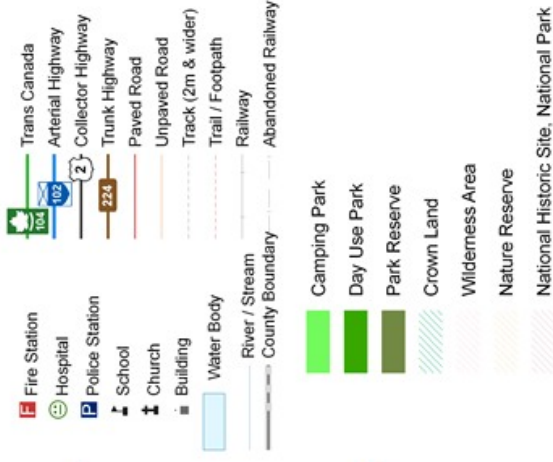 F Fire Station
Hospital
P Police Station
School
Church
Building
Water Body
River / Stream
County Boundary
104 Trans Canada
102 Arterial Highway
2 Collector Highway
224 Trunk Highway
Paved Road
Unpaved Road
Track (2m & wider)
Trail / Footpath
Railway
Abandoned Railway
Camping Park
Day Use Park
Park Reserve
Crown Land
Wilderness Area
Nature Reserve
National Historic Site, National Park